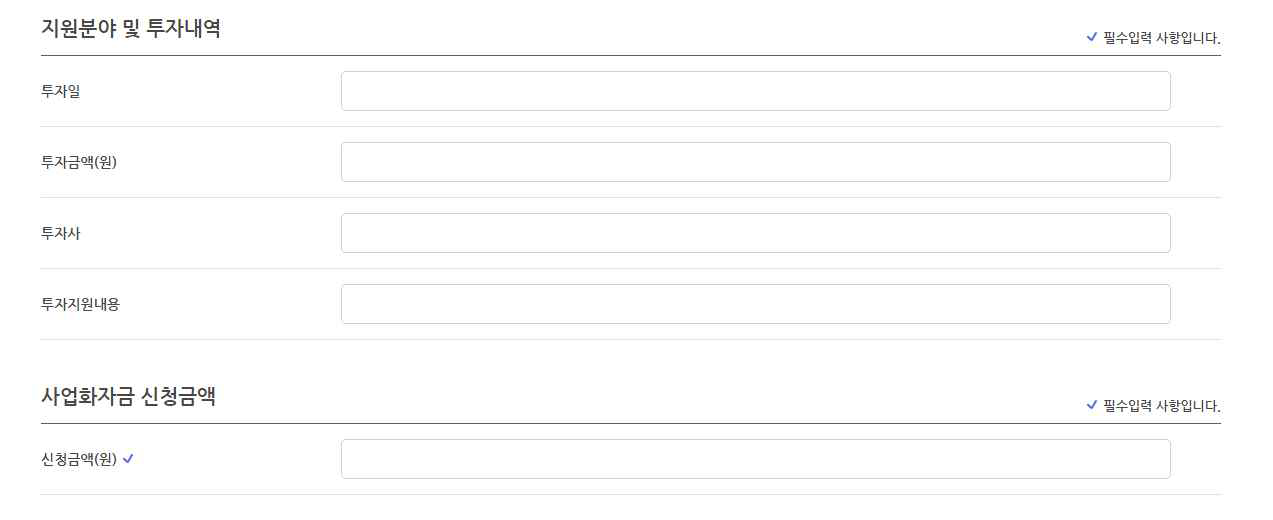 지원분야 및 투자내역
✓ 필수입력 사항입니다.
투자일
투자금액(원)
투자사
투자지원내용
사업화자금 신청금액
✓ 필수입력 사항입니다.
신청금액(원) ✓